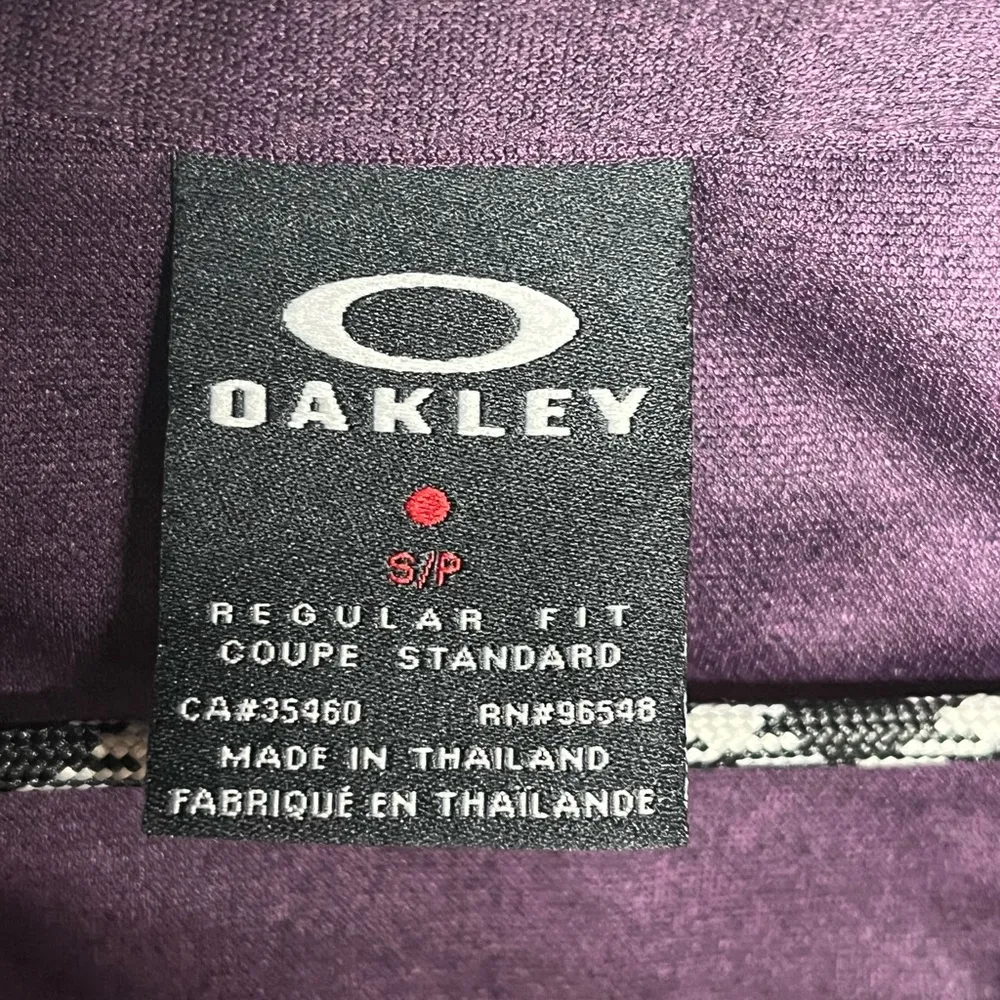 OAKLEY
S/P
REGULAR FIT
COUPE STANDARD
CA#35460 RN#96548
MADE IN THAILAND
FABRIQUÉ EN THAÏLANDE